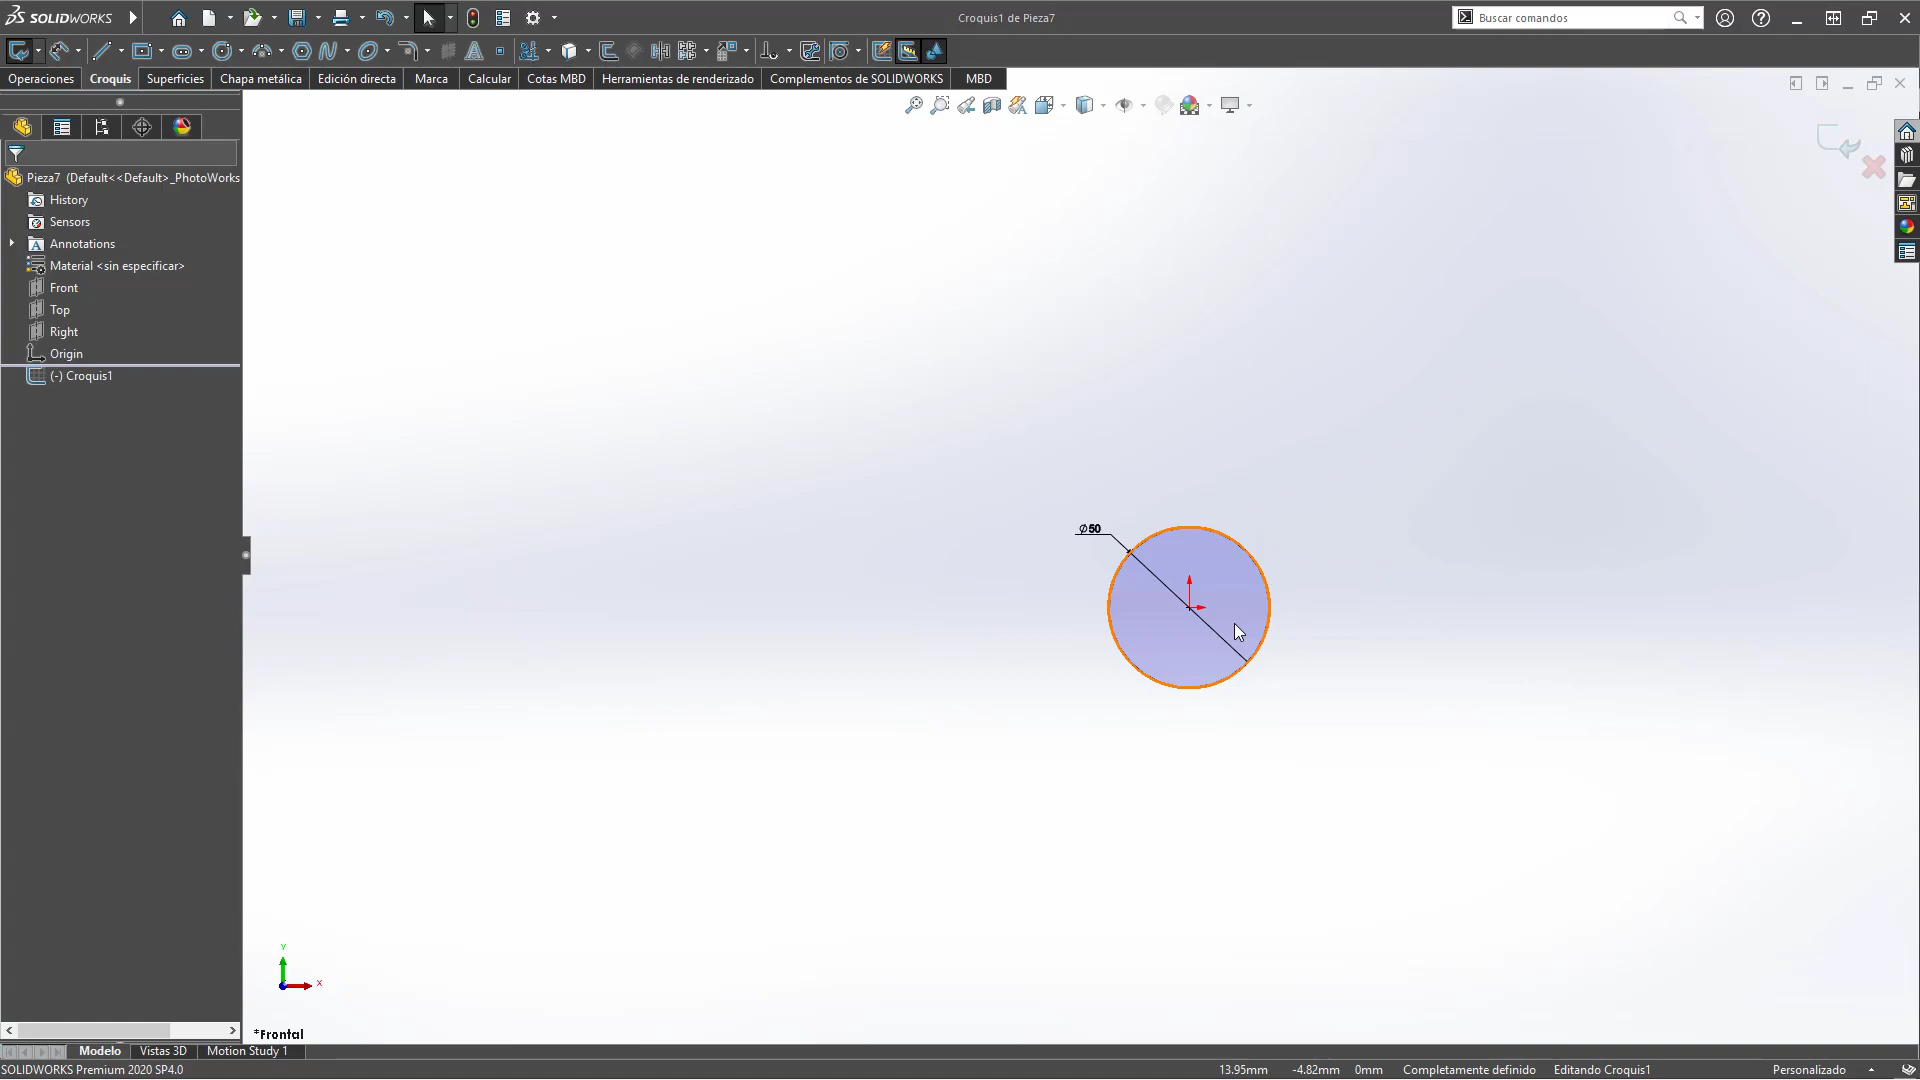 SOLIDWORKS
Croquis1 de Pieza7
Buscar comandos
Operaciones Croquis Superficies Chapa metálica Edición directa Marca Calcular Cotas MBD Herramientas de renderizado Complementos de SOLIDWORKS MBD
Pieza7 (Default<<Default>_PhotoWorks
History
Sensors
Annotations
Material <sin especificar>
Front
Top
Right
Origin
(-) Croquis1
∅50
Y
X
*Frontal
Modelo Vistas 3D Motion Study 1
SOLIDWORKS Premium 2020 SP4.0 13.95mm -4.82mm 0mm Completamente definido Editando Croquis1 Personalizado